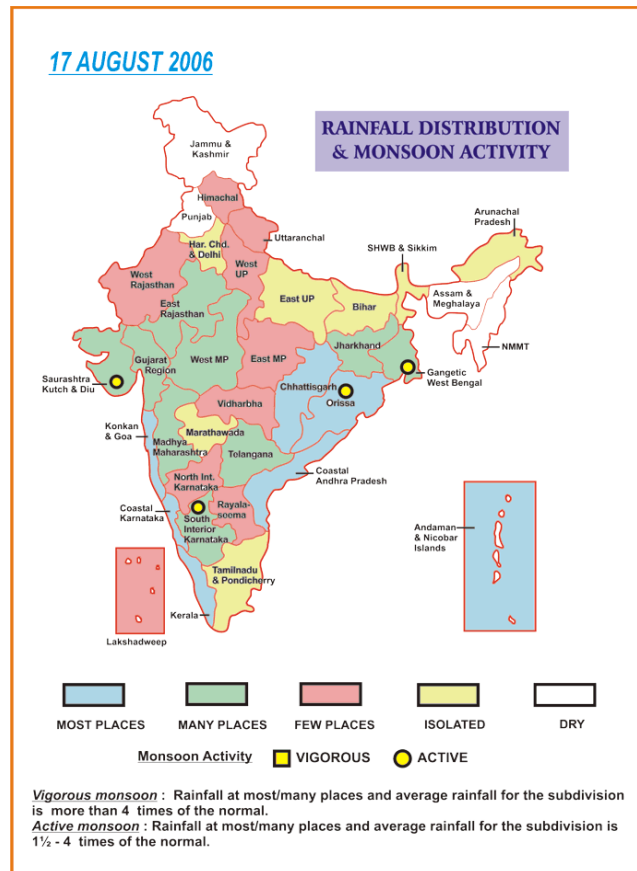 17 AUGUST 2006
RAINFALL DISTRIBUTION
& MONSOON ACTIVITY
Jammu &
Kashmir
Himachal
Punjab
Uttaranchal
Har. Chd.
& Delhi
West
UP
West
Rajasthan
East
Rajasthan
East UP
Bihar
SHWB & Sikkim
Arunachal
Pradesh
Assam &
Meghalaya
NMMT
Jharkhand
Gangetic
West Bengal
Gujarat
Region
West MP
East MP
Saurashtra
Kutch & Diu
Chhattisgarh
Orissa
Vidharbha
Konkan
& Goa
Marathawada
Madhya
Maharashtra
Telangana
Coastal
Andhra Pradesh
North Int.
Karnataka
Coastal
Karnataka
Rayala-
seema
South
Interior
Karnataka
Andaman
& Nicobar
Islands
Tamilnadu
& Pondicherry
Kerala
Lakshadweep
MOST PLACES
MANY PLACES
FEW PLACES
ISOLATED
DRY
Monsoon Activity
VIGOROUS
ACTIVE
Vigorous monsoon : Rainfall at most/many places and average rainfall for the subdivision
is more than 4 times of the normal.
Active monsoon : Rainfall at most/many places and average rainfall for the subdivision is
1½ - 4 times of the normal.